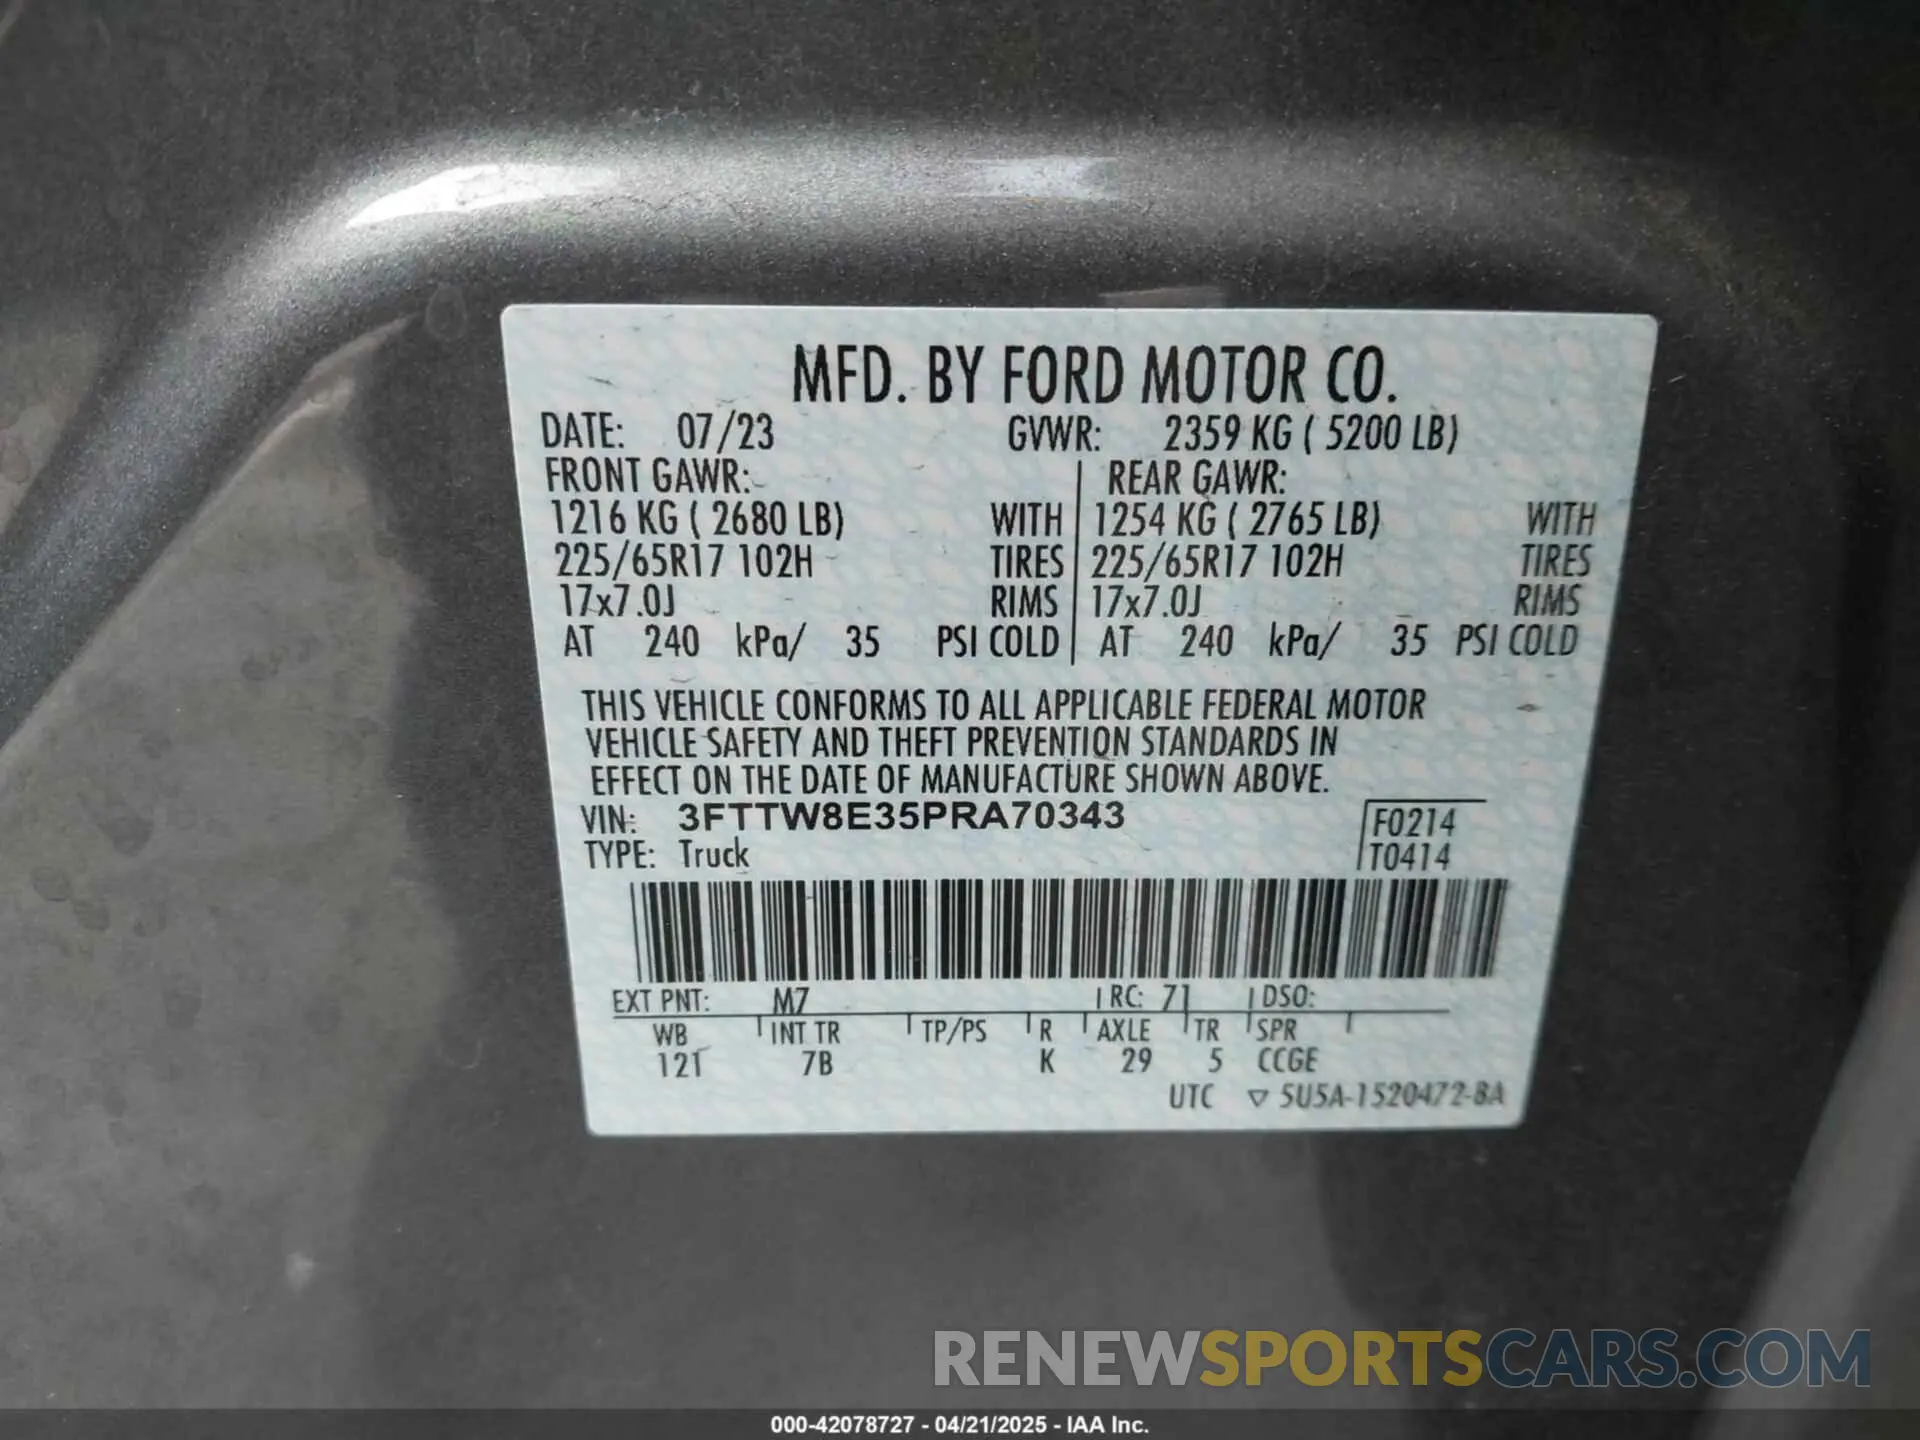 MFD. BY FORD MOTOR CO.
DATE: 07/23 GVWR: 2359 KG ( 5200 LB)
FRONT GAWR: REAR GAWR:
1216 KG ( 2680 LB) WITH 1254 KG ( 2765 LB) WITH
225/65R17 102H TIRES 225/65R17 102H TIRES
17x7.0J RIMS 17x7.0J RIMS
AT 240 kPa/ 35 PSI COLD AT 240 kPa/ 35 PSI COLD
THIS VEHICLE CONFORMS TO ALL APPLICABLE FEDERAL MOTOR
VEHICLE SAFETY AND THEFT PREVENTION STANDARDS IN
EFFECT ON THE DATE OF MANUFACTURE SHOWN ABOVE.
VIN: 3FTTW8E35PRA70343 F0214
TYPE: Truck T0414
EXT PNT: M7 RC: 71 DSO:
WB INT TR TP/PS R AXLE TR SPR
121 7B K 29 5 CCGE
UTC ▽ 5U5A-1520472-BA
RENEWSPORTSCARS.COM
000-42078727 - 04/21/2025 - IAA Inc.